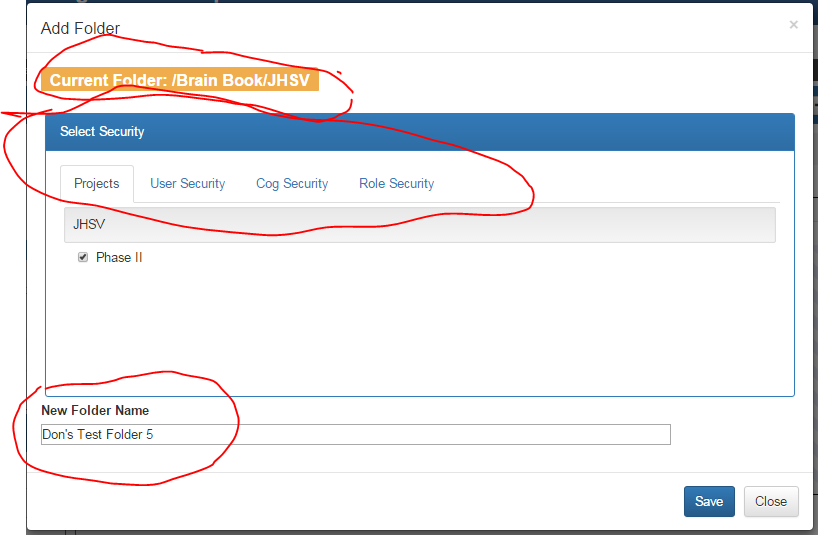 Add Folder
×
Current Folder: /Brain Book/JHSV
Select Security
Projects User Security Cog Security Role Security
JHSV
Phase II
New Folder Name
Don's Test Folder 5
Save Close